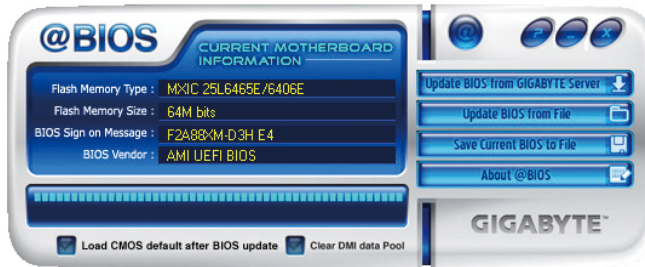 @BIOS
CURRENT MOTHERBOARD
INFORMATION
Flash Memory Type : MXIC 25L6465E/6406E
Flash Memory Size : 64M bits
BIOS Sign on Message : F2A88XM-D3H E4
BIOS Vendor : AMI UEFI BIOS
Load CMOS default after BIOS update
Clear DMI data Pool
@
? _ X
Update BIOS from GIGABYTE Server
Update BIOS from File
Save Current BIOS to File
About @BIOS
GIGABYTE™